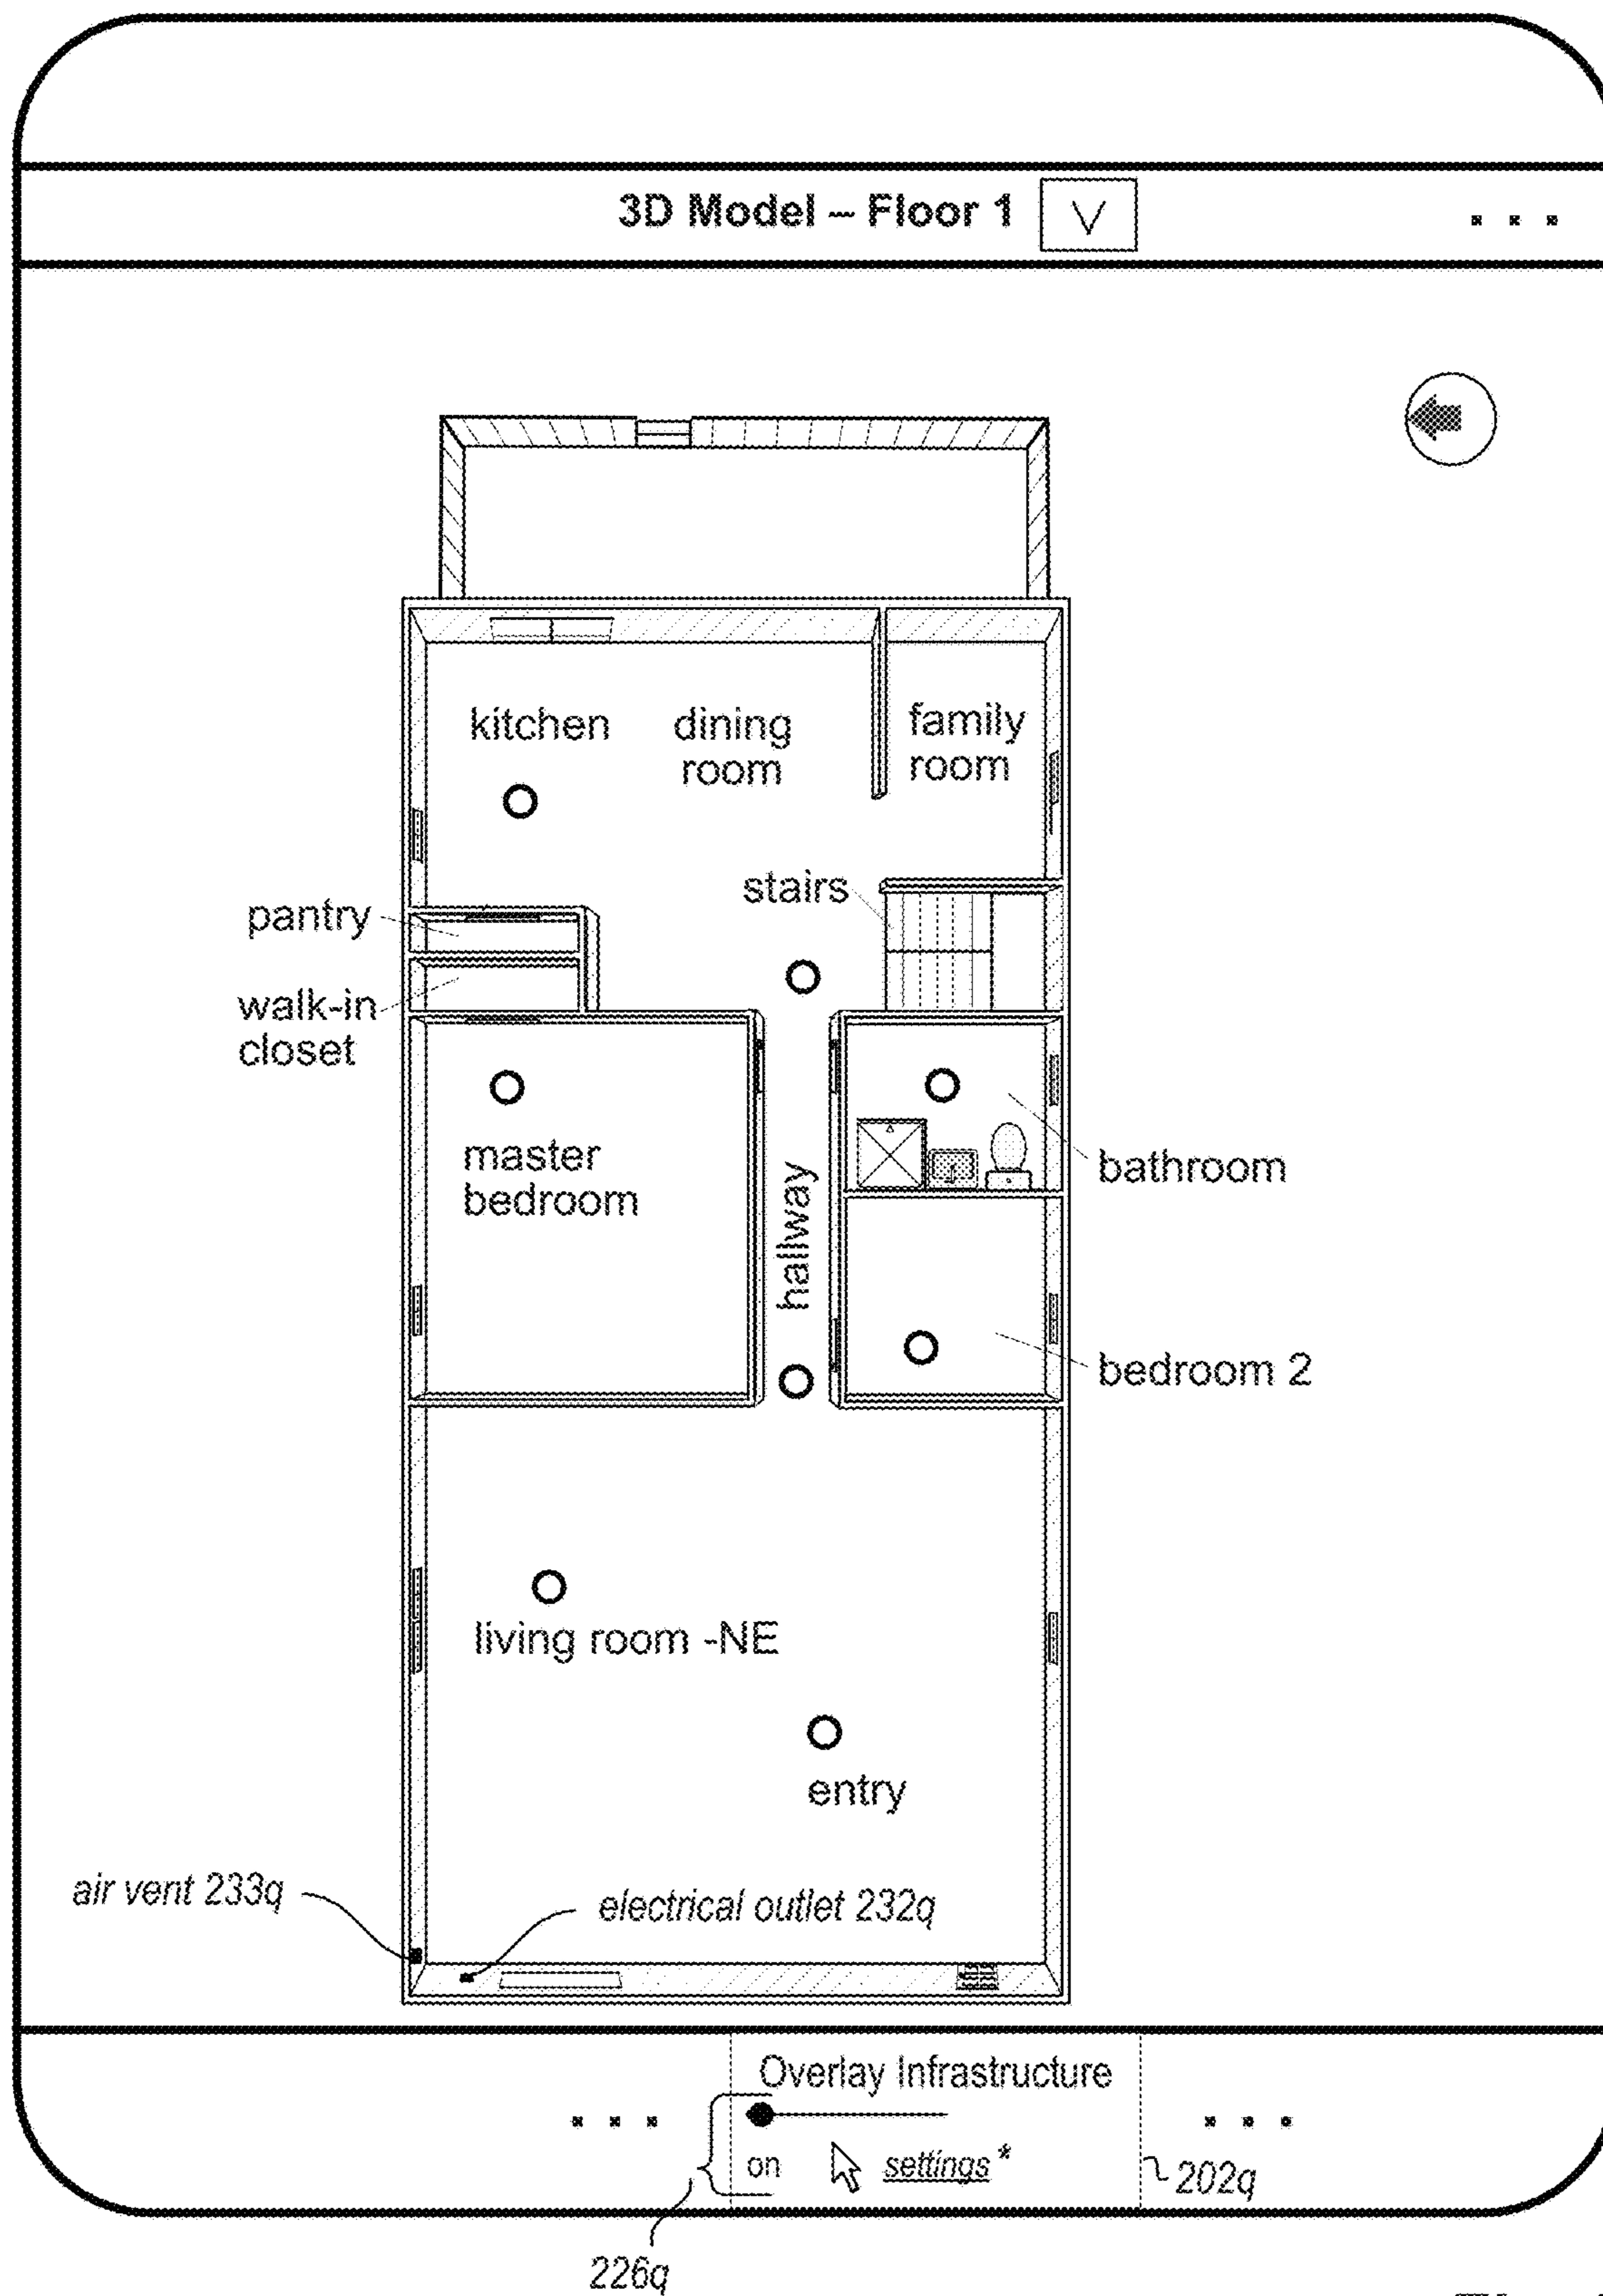 3D Model – Floor 1 V ...
kitchen
dining
room
family
room
stairs
pantry
walk-in
closet
master
bedroom
hallway
bathroom
bedroom 2
living room -NE
entry
air vent 233q
electrical outlet 232q
Overlay Infrastructure
... ...
on settings*
202q
226q